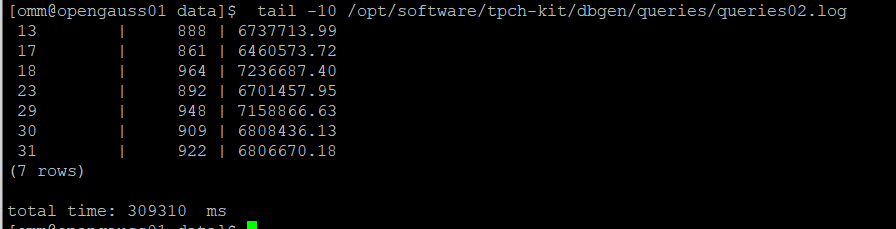 [omm@opengauss01 data]$  tail -10 /opt/software/tpch-kit/dbgen/queries/queries02.log
 13         |     888 | 6737713.99
 17         |     861 | 6460573.72
 18         |     964 | 7236687.40
 23         |     892 | 6701457.95
 29         |     948 | 7158866.63
 30         |     909 | 6808436.13
 31         |     922 | 6806670.18
(7 rows)

total time: 309310  ms
[omm@opengauss01 data]$